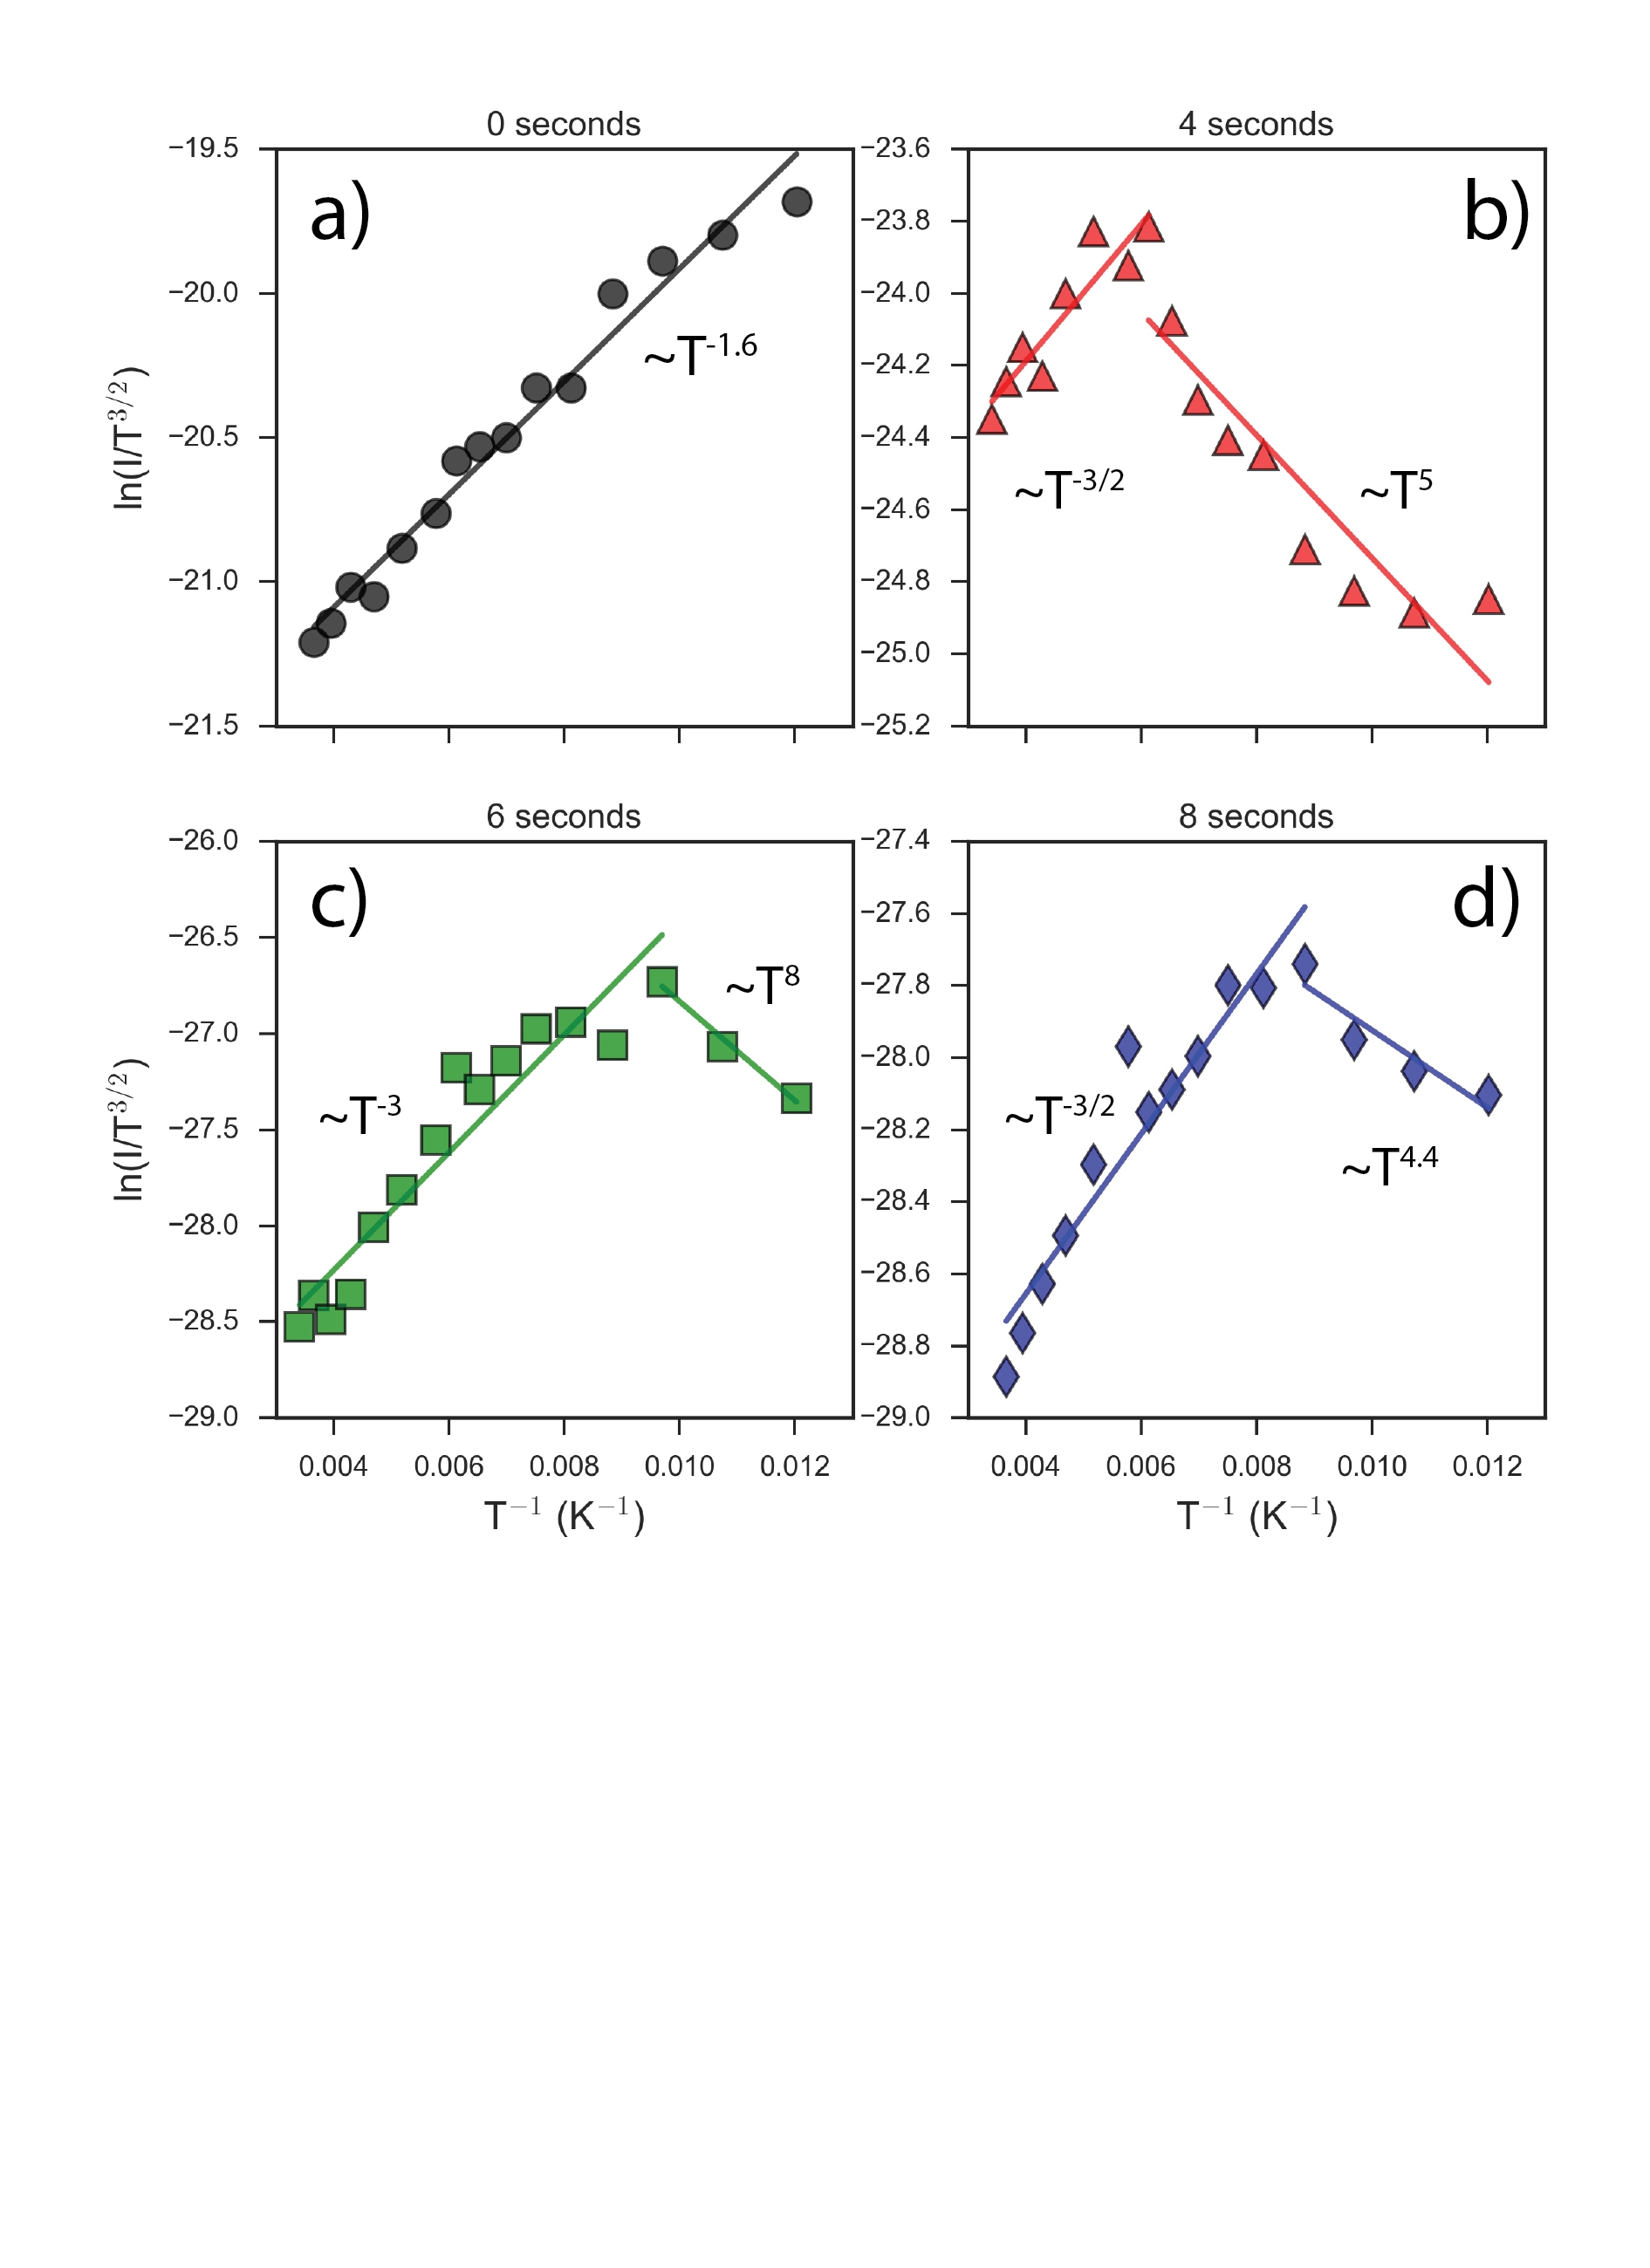 0 seconds
4 seconds
−19.5
−20.0
−20.5
−21.0
−21.5
ln(I/T^{3/2})
a)
~T^{-1.6}
−23.6
−23.8
−24.0
−24.2
−24.4
−24.6
−24.8
−25.0
−25.2
b)
~T^{-3/2}
~T^{5}
6 seconds
8 seconds
−26.0
−26.5
−27.0
−27.5
−28.0
−28.5
−29.0
ln(I/T^{3/2})
c)
~T^{-3}
~T^{8}
0.004 0.006 0.008 0.010 0.012
T^{−1} (K^{−1})
−27.4
−27.6
−27.8
−28.0
−28.2
−28.4
−28.6
−28.8
−29.0
d)
~T^{-3/2}
~T^{4.4}
0.004 0.006 0.008 0.010 0.012
T^{−1} (K^{−1})